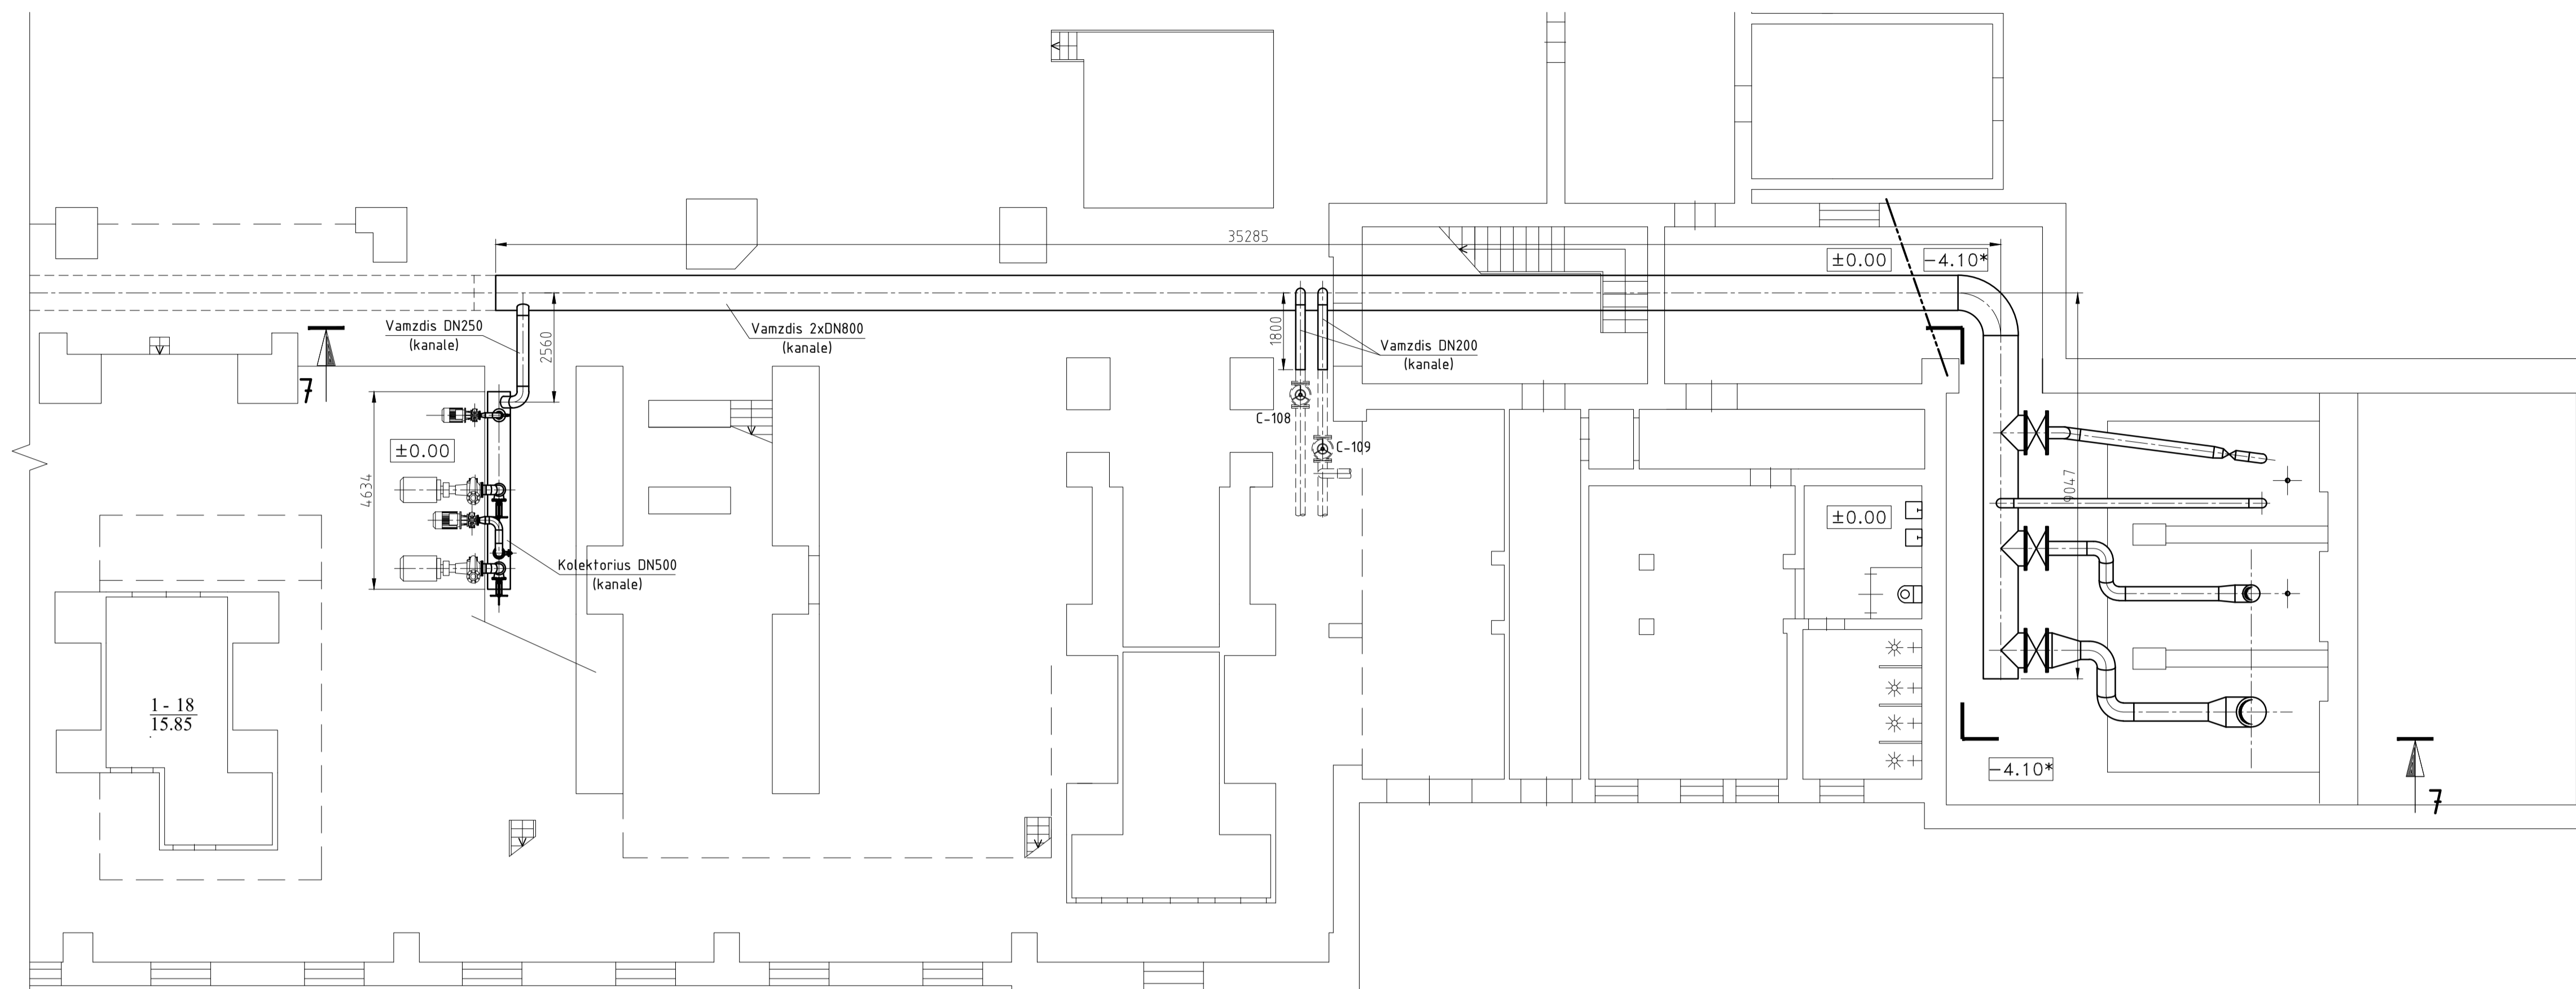 35285
±0.00
-4.10*
Vamzdis DN250
(kanale)
2560
Vamzdis 2xDN800
(kanale)
1800
Vamzdis DN200
(kanale)
7
C-108
C-109
±0.00
4634
9047
±0.00
Kolektorius DN500
(kanale)
1 - 18
15.85
-4.10*
7